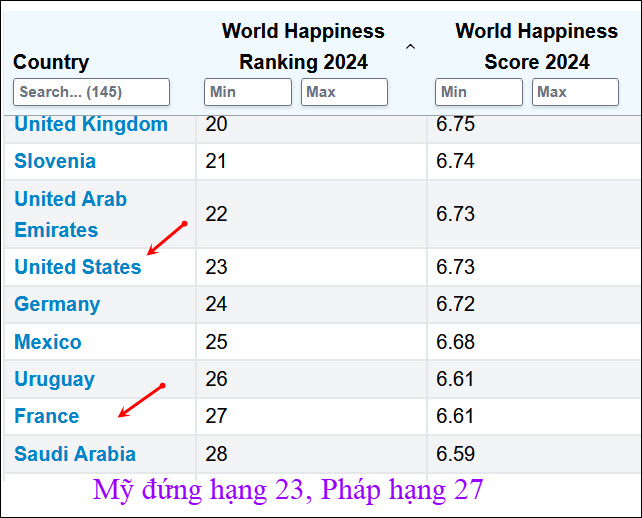 World Happiness World Happiness
Country Ranking 2024 Score 2024
Search... (145) Min Max Min Max
United Kingdom 20 6.75
Slovenia 21 6.74
United Arab
Emirates 22 6.73
United States 23 6.73
Germany 24 6.72
Mexico 25 6.68
Uruguay 26 6.61
France 27 6.61
Saudi Arabia 28 6.59
Mỹ đứng hạng 23, Pháp hạng 27